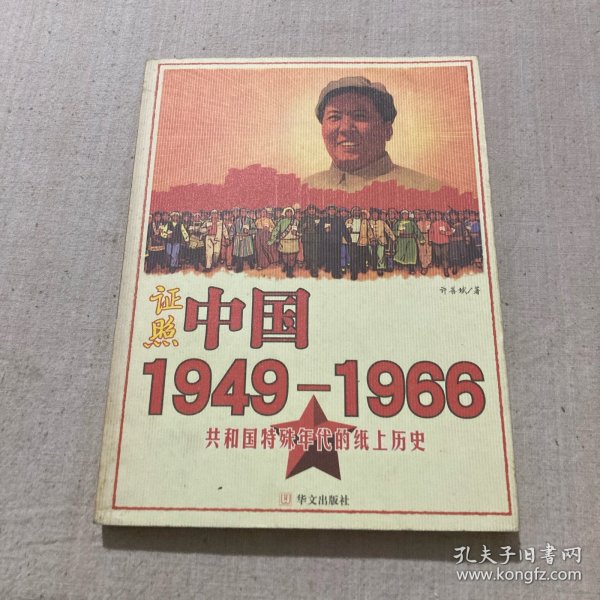 许善斌/著
证照
中国
1949-1966
共和国特殊年代的纸上历史
华文出版社
孔夫子旧书网
www.kongfz.com